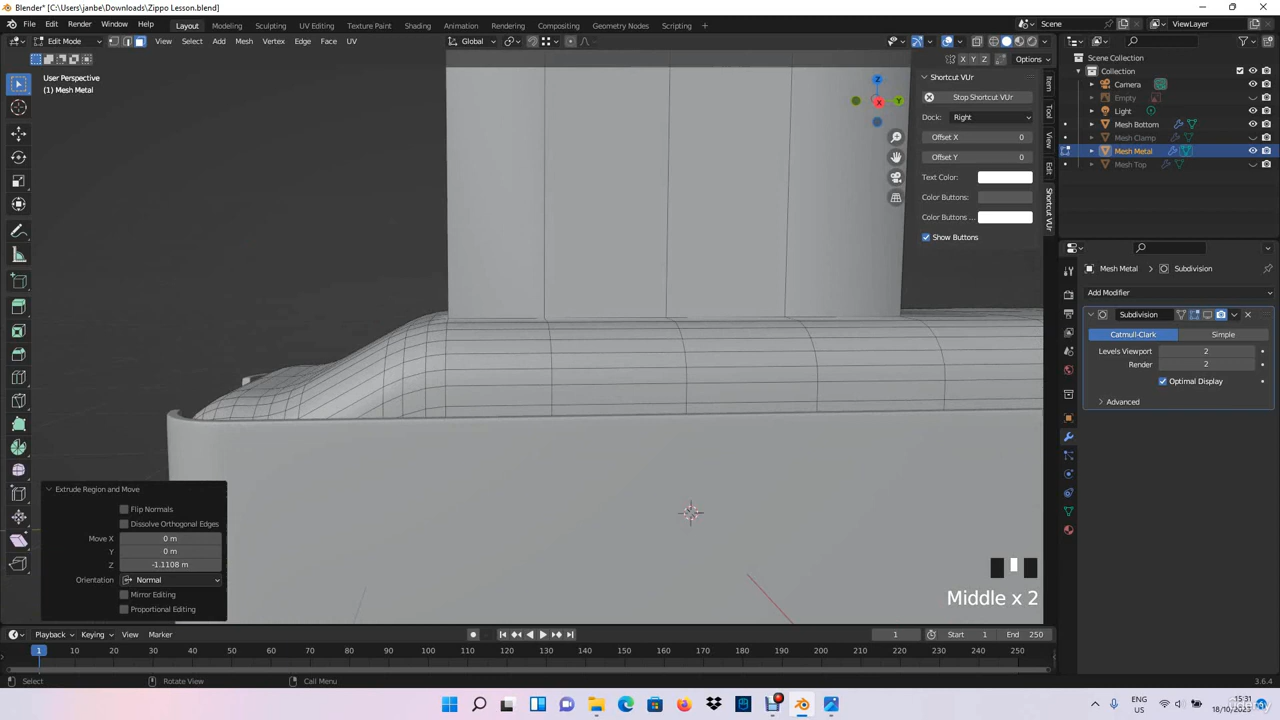 Blender* [C:\Users\janbe\Downloads\Zippo Lesson.blend]
File Edit Render Window Help Layout Modeling Sculpting UV Editing Texture Paint Shading Animation Rendering Compositing Geometry Nodes Scripting + Scene ViewLayer
Edit Mode View Select Add Mesh Vertex Edge Face UV Global
X Y Z Options
User Perspective
(1) Mesh Metal
Z
Y
X
Shortcut VUr
Stop Shortcut VUr
Dock: Right
Offset X 0
Offset Y 0
Text Color:
Color Buttons:
Color Buttons ...
Show Buttons
Item
Tool
View
Edit
Shortcut VUr
Scene Collection
Collection
Camera
Empty
Light
Mesh Bottom
Mesh Clamp
Mesh Metal
Mesh Top
Mesh Metal > Subdivision
Add Modifier
Subdivision
Catmull-Clark Simple
Levels Viewport 2
Render 2
Optimal Display
Advanced
Extrude Region and Move
Flip Normals
Dissolve Orthogonal Edges
Move X 0 m
Y 0 m
Z -1.1108 m
Orientation Normal
Mirror Editing
Proportional Editing
Middle x 2
Playback Keying View Marker 1 Start 1 End 250
1 10 20 30 40 50 60 70 80 90 100 110 120 130 140 150 160 170 180 190 200 210 220 230 240 250
Select Rotate View Call Menu 3.6.4
ENG
US
15:31
18/10/2023